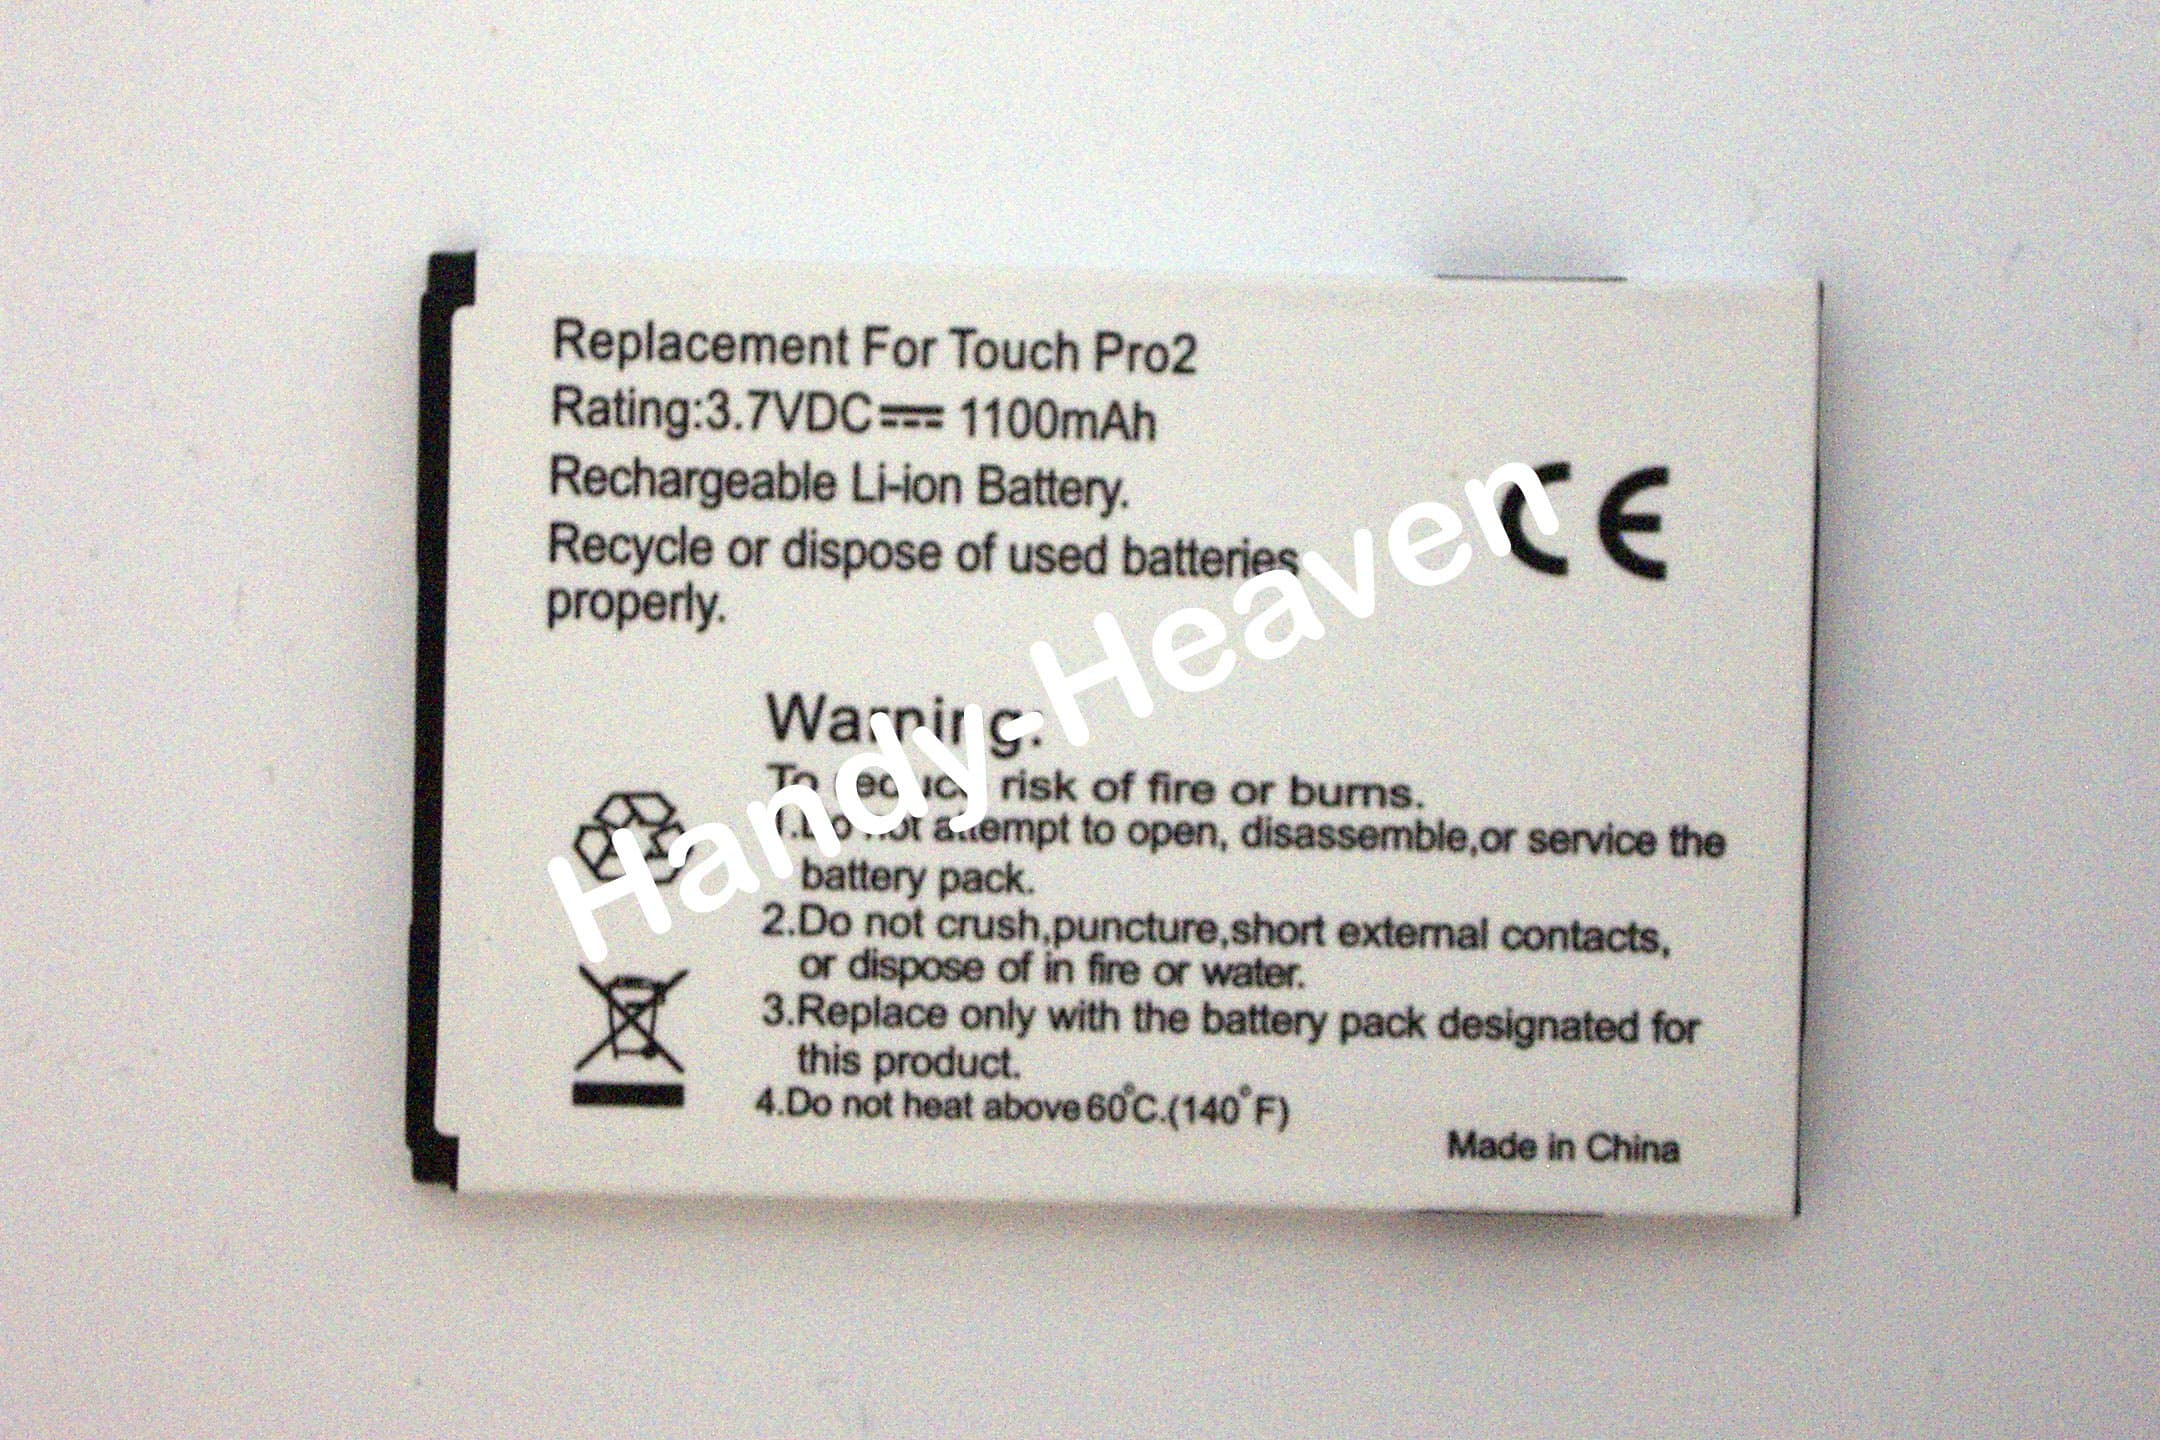 Replacement For Touch Pro2
Rating:3.7VDC 1100mAh
Rechargeable Li-ion Battery.
Recycle or dispose of used batteries
properly.
CE
Handy-Heaven
Warning:
To reduce risk of fire or burns.
1.Do not attempt to open, disassemble,or service the
battery pack.
2.Do not crush,puncture,short external contacts,
or dispose of in fire or water.
3.Replace only with the battery pack designated for
this product.
4.Do not heat above 60°C.(140°F)
Made in China